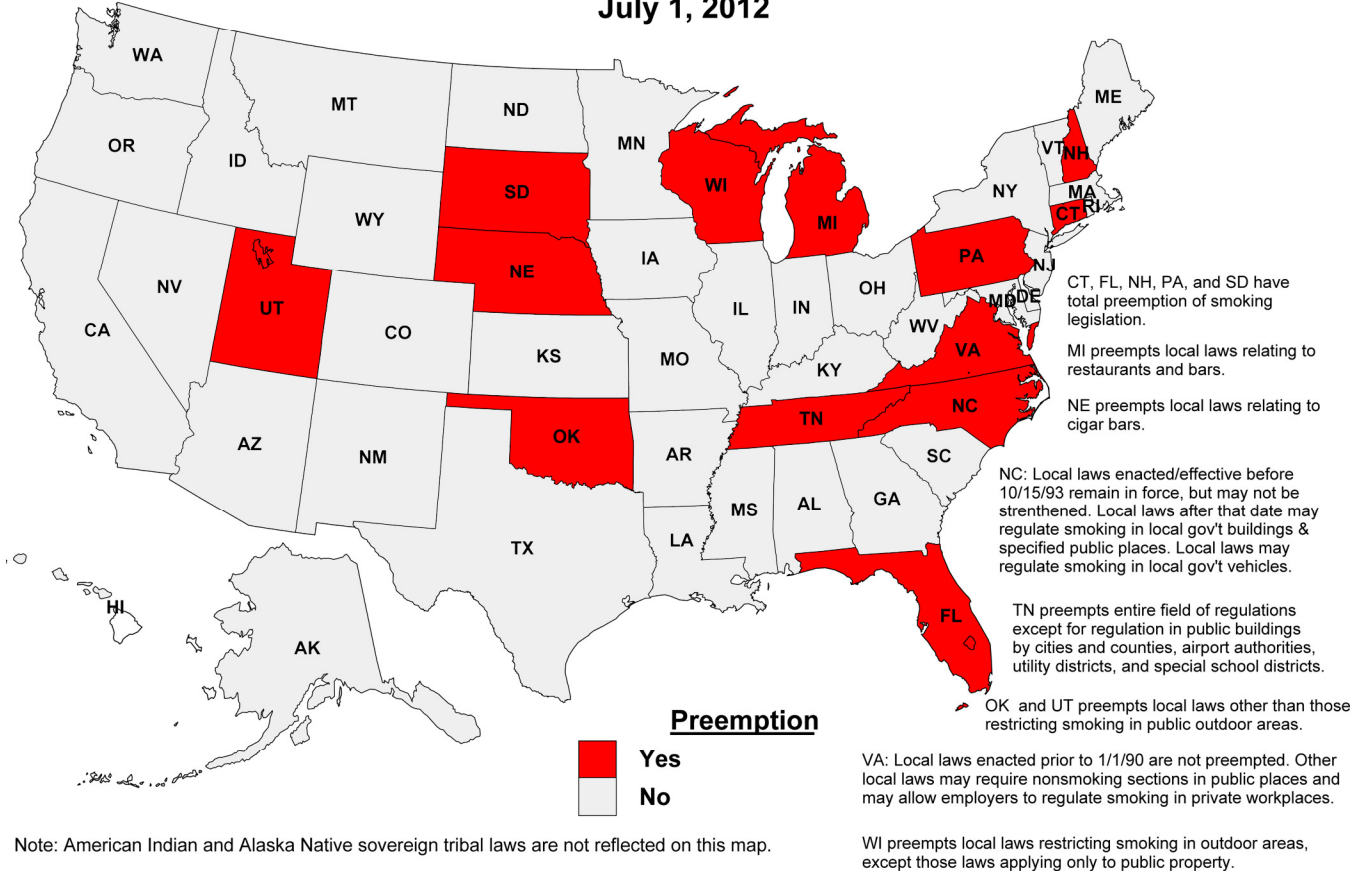 July 1, 2012
WA
MT
ND
MN
ME
OR
ID
SD
WI
MI
VT
NH
NY
MA
CT
RI
WY
NE
IA
PA
NJ
NV
UT
CO
IL
IN
OH
MD
DE
CA
KS
MO
WV
VA
KY
AZ
NM
OK
AR
TN
NC
SC
TX
LA
MS
AL
GA
FL
HI
AK
CT, FL, NH, PA, and SD have
total preemption of smoking
legislation.
MI preempts local laws relating to
restaurants and bars.
NE preempts local laws relating to
cigar bars.
NC: Local laws enacted/effective before
10/15/93 remain in force, but may not be
strenthened. Local laws after that date may
regulate smoking in local gov't buildings &
specified public places. Local laws may
regulate smoking in local gov't vehicles.
TN preempts entire field of regulations
except for regulation in public buildings
by cities and counties, airport authorities,
utility districts, and special school districts.
OK  and UT preempts local laws other than those
restricting smoking in public outdoor areas.
VA: Local laws enacted prior to 1/1/90 are not preempted. Other
local laws may require nonsmoking sections in public places and
may allow employers to regulate smoking in private workplaces.
WI preempts local laws restricting smoking in outdoor areas,
except those laws applying only to public property.
Preemption
Yes
No
Note: American Indian and Alaska Native sovereign tribal laws are not reflected on this map.